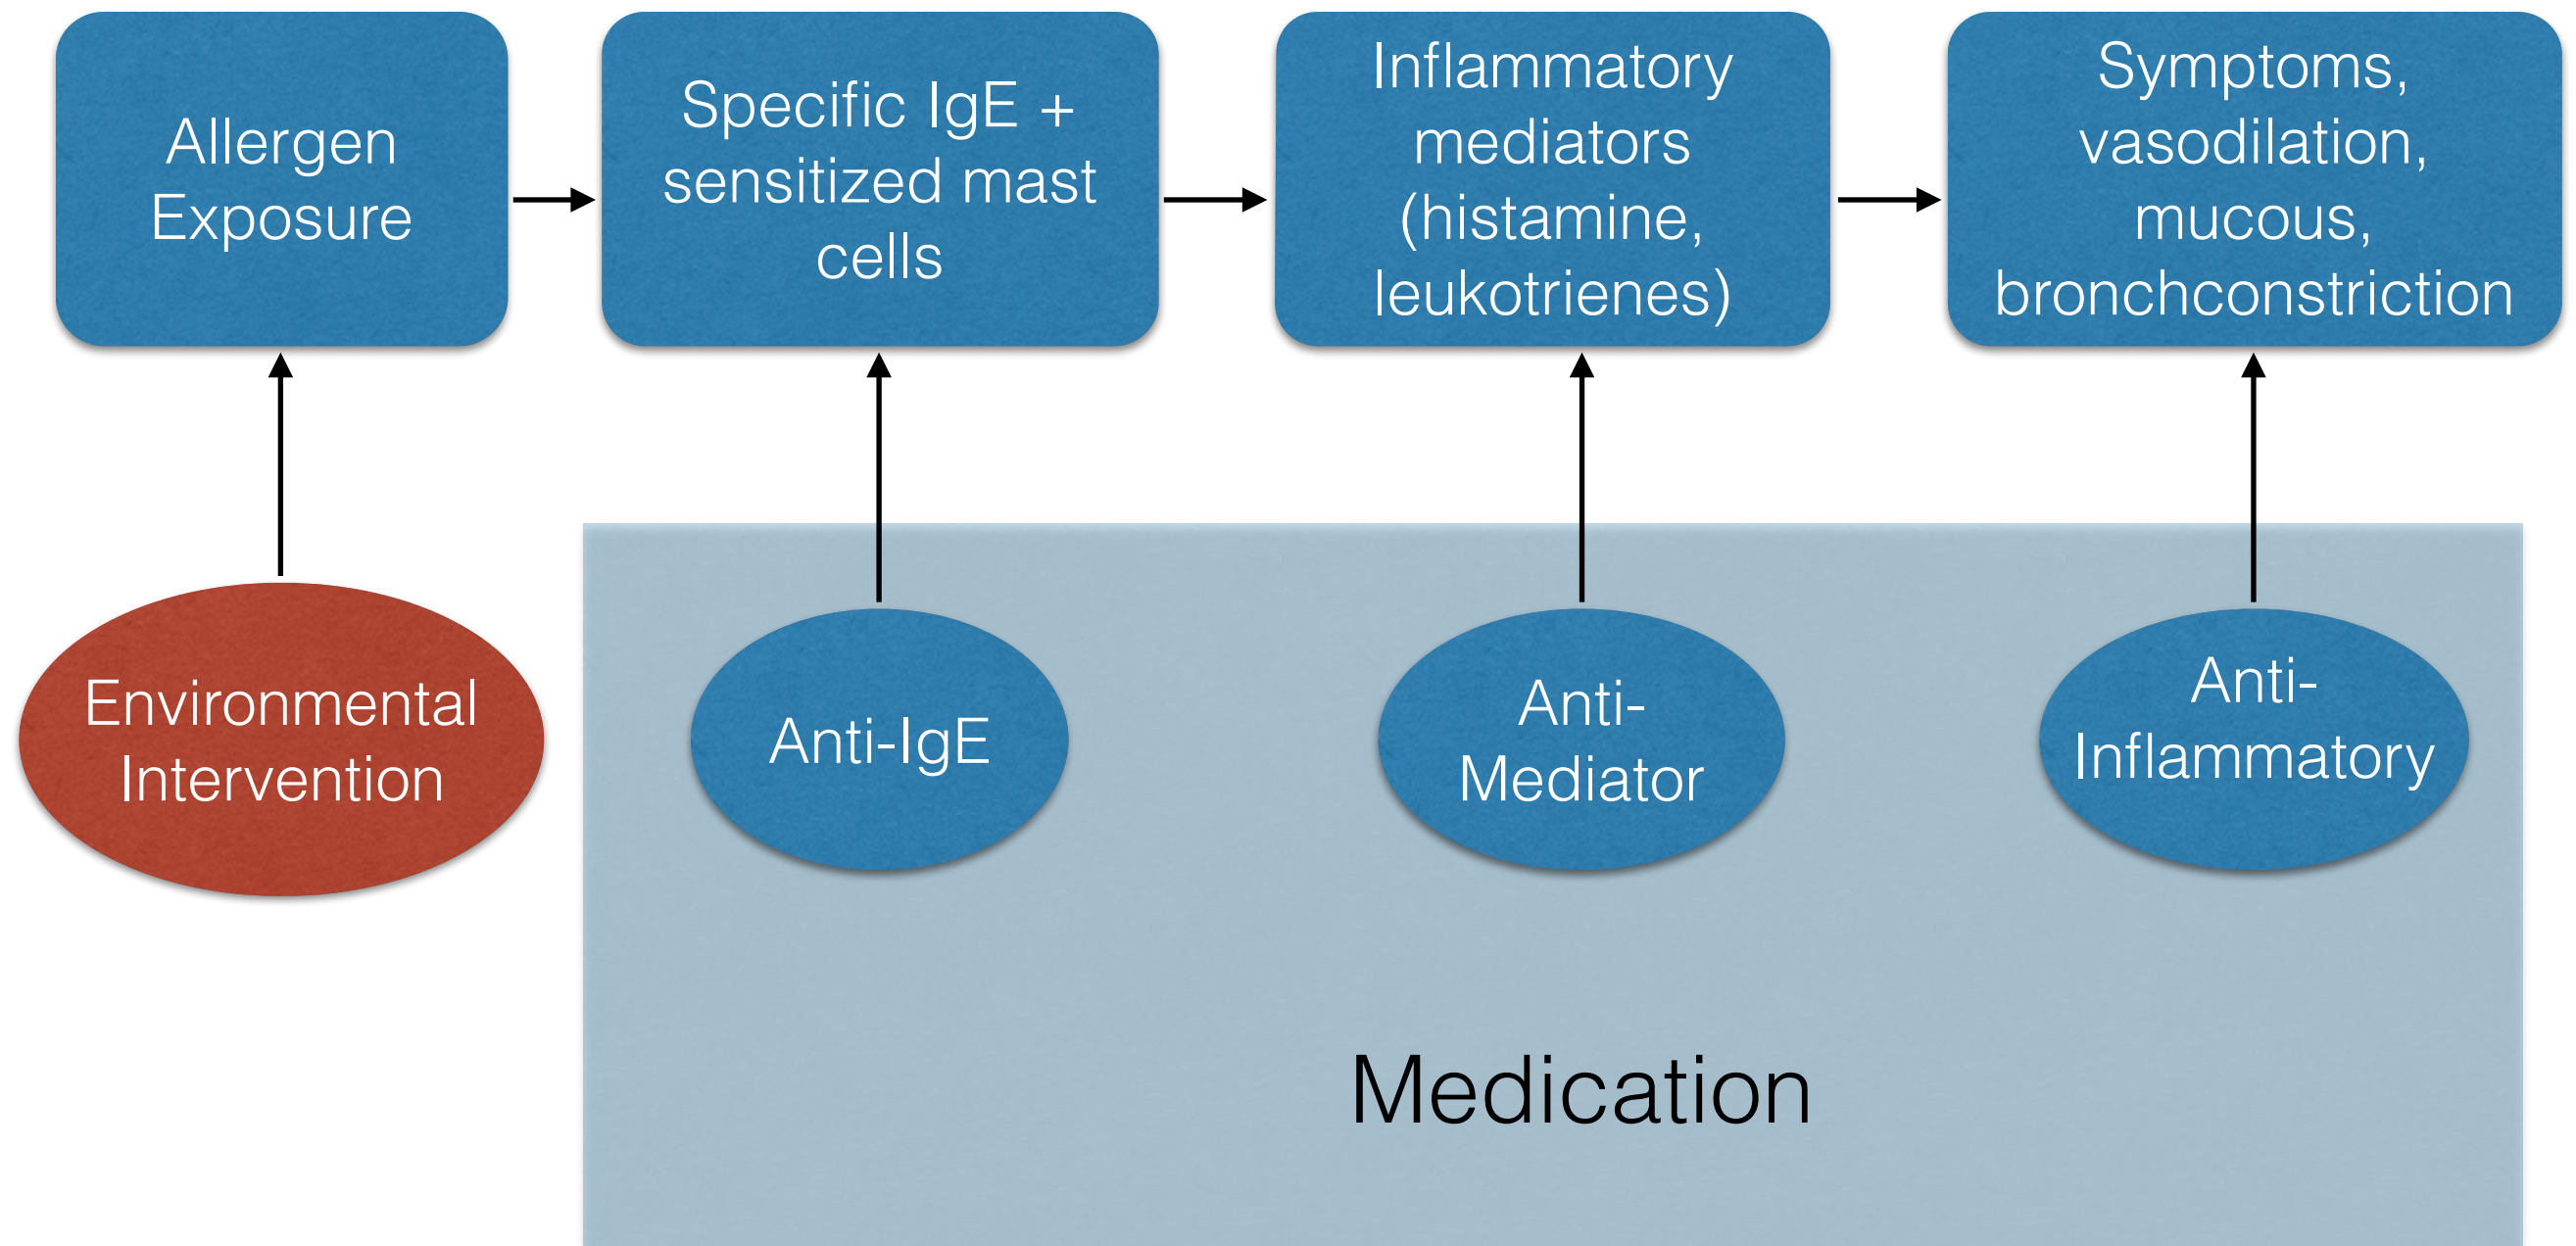 Allergen
Exposure
Specific IgE +
sensitized mast
cells
Inflammatory
mediators
(histamine,
leukotrienes)
Symptoms,
vasodilation,
mucous,
bronchconstriction
Environmental
Intervention
Anti-IgE
Anti-
Mediator
Anti-
Inflammatory
Medication